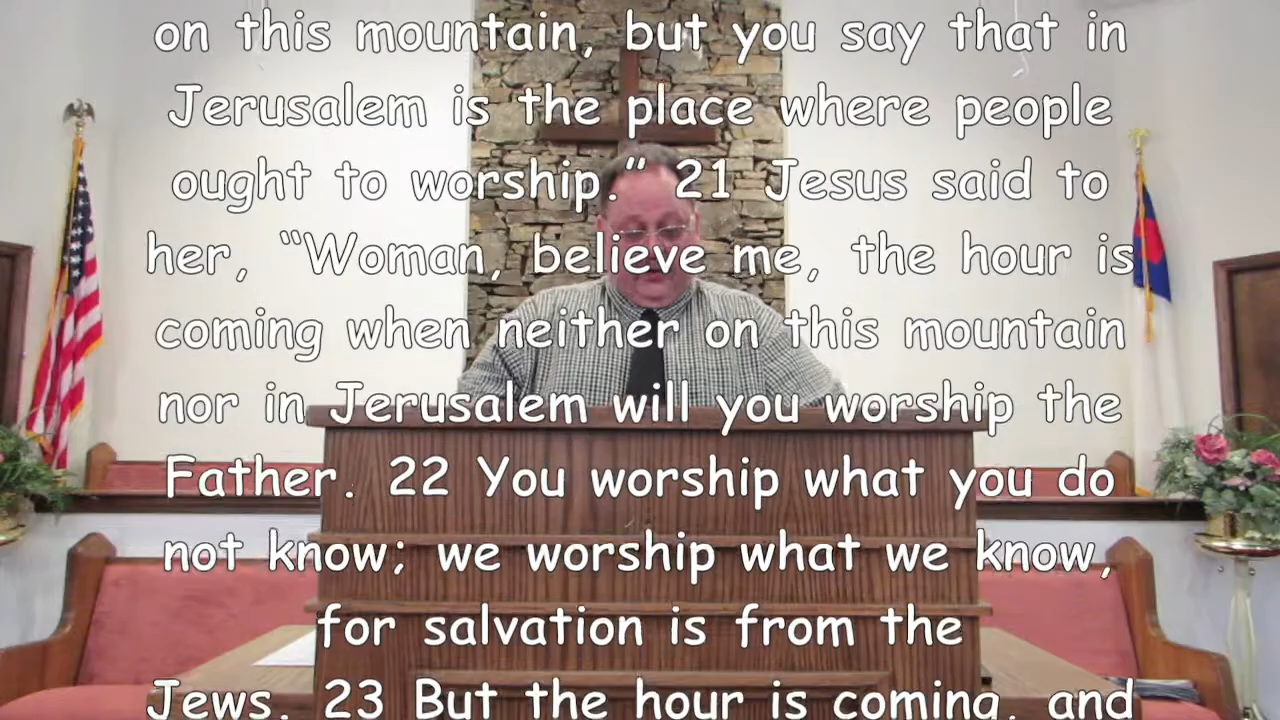 on this mountain, but you say that in
Jerusalem is the place where people
ought to worship.” 21 Jesus said to
her, “Woman, believe me, the hour is
coming when neither on this mountain
nor in Jerusalem will you worship the
Father. 22 You worship what you do
not know; we worship what we know,
for salvation is from the
Jews. 23 But the hour is coming, and